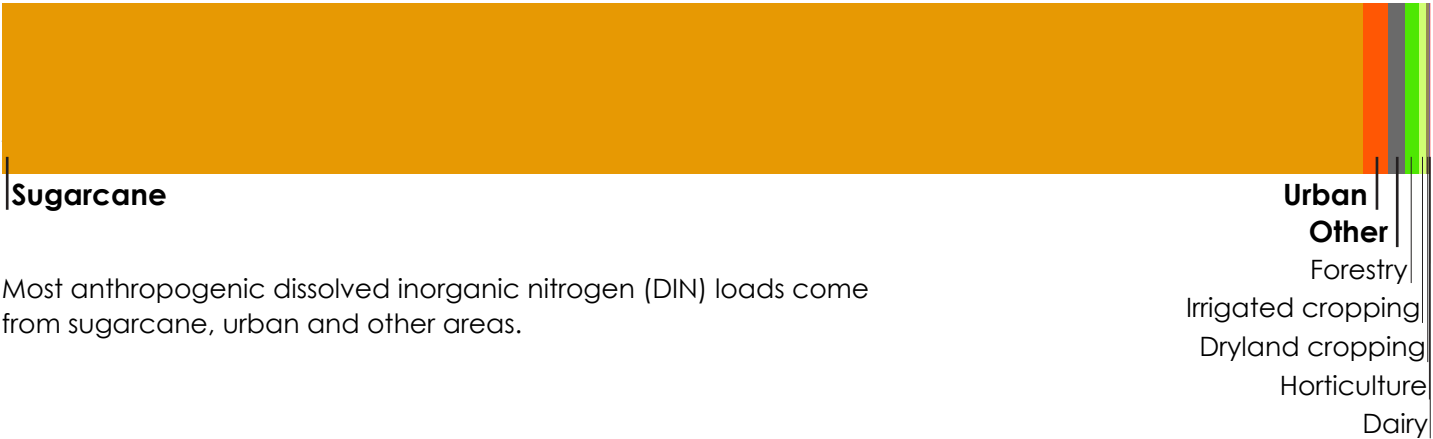 Sugarcane
Urban
Other
Forestry
Irrigated cropping
Dryland cropping
Horticulture
Dairy
Most anthropogenic dissolved inorganic nitrogen (DIN) loads come
from sugarcane, urban and other areas.